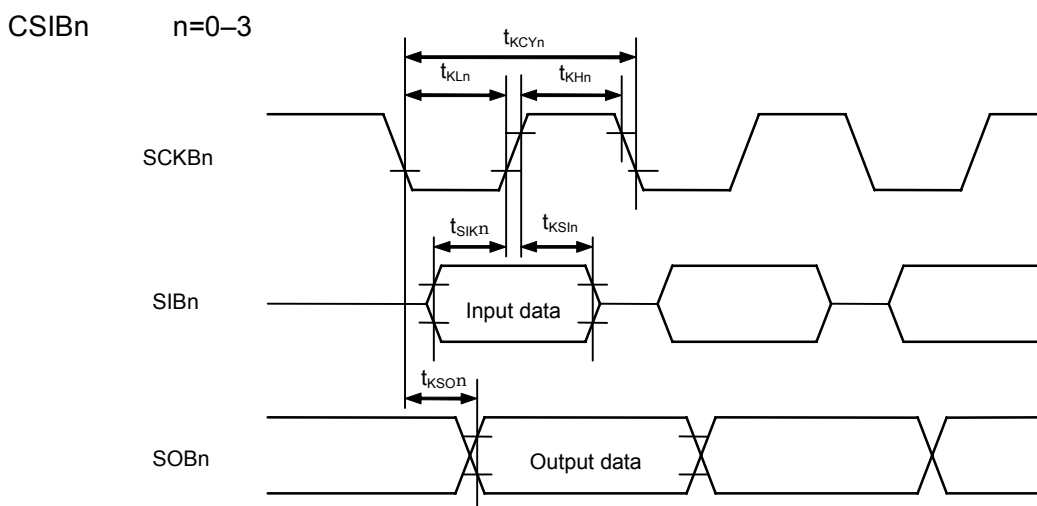 CSIBn n=0–3
tKCYn
tKLn tKHn
SCKBn
tSIKn tKSIn
SIBn
Input data
tKSOn
SOBn
Output data